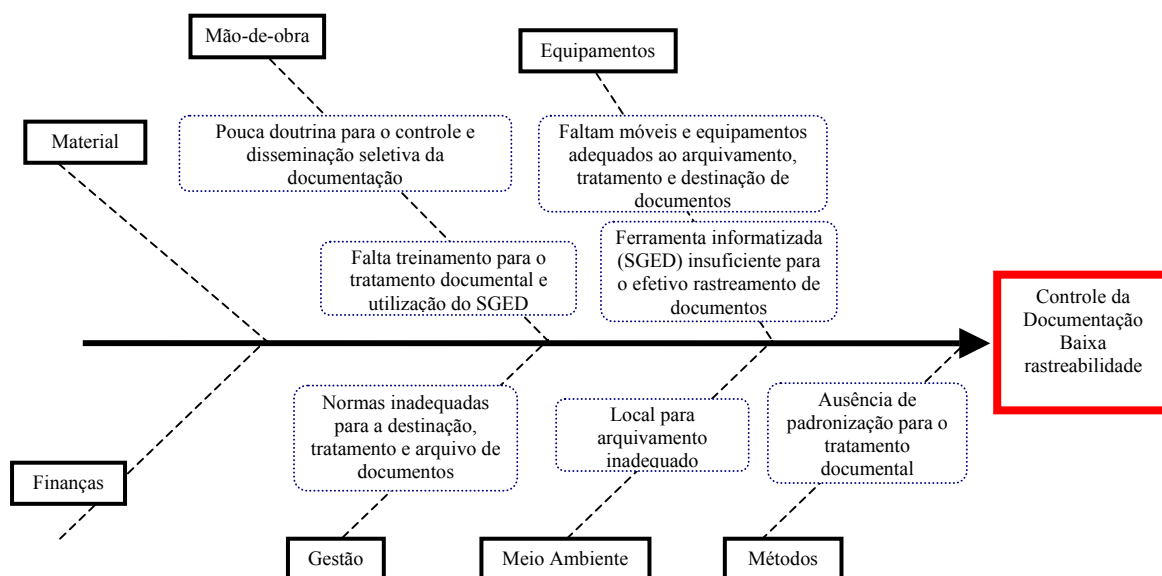 Mão-de-obra
Equipamentos
Material
Pouca doutrina para o controle e
disseminação seletiva da
documentação
Faltam móveis e equipamentos
adequados ao arquivamento,
tratamento e destinação de
documentos
Falta treinamento para o
tratamento documental e
utilização do SGED
Ferramenta informatizada
(SGED) insuficiente para
o efetivo rastreamento de
documentos
Controle da
Documentação
Baixa
rastreabilidade
Normas inadequadas
para a destinação,
tratamento e arquivo de
documentos
Local para
arquivamento
inadequado
Ausência de
padronização para o
tratamento
documental
Finanças
Gestão
Meio Ambiente
Métodos